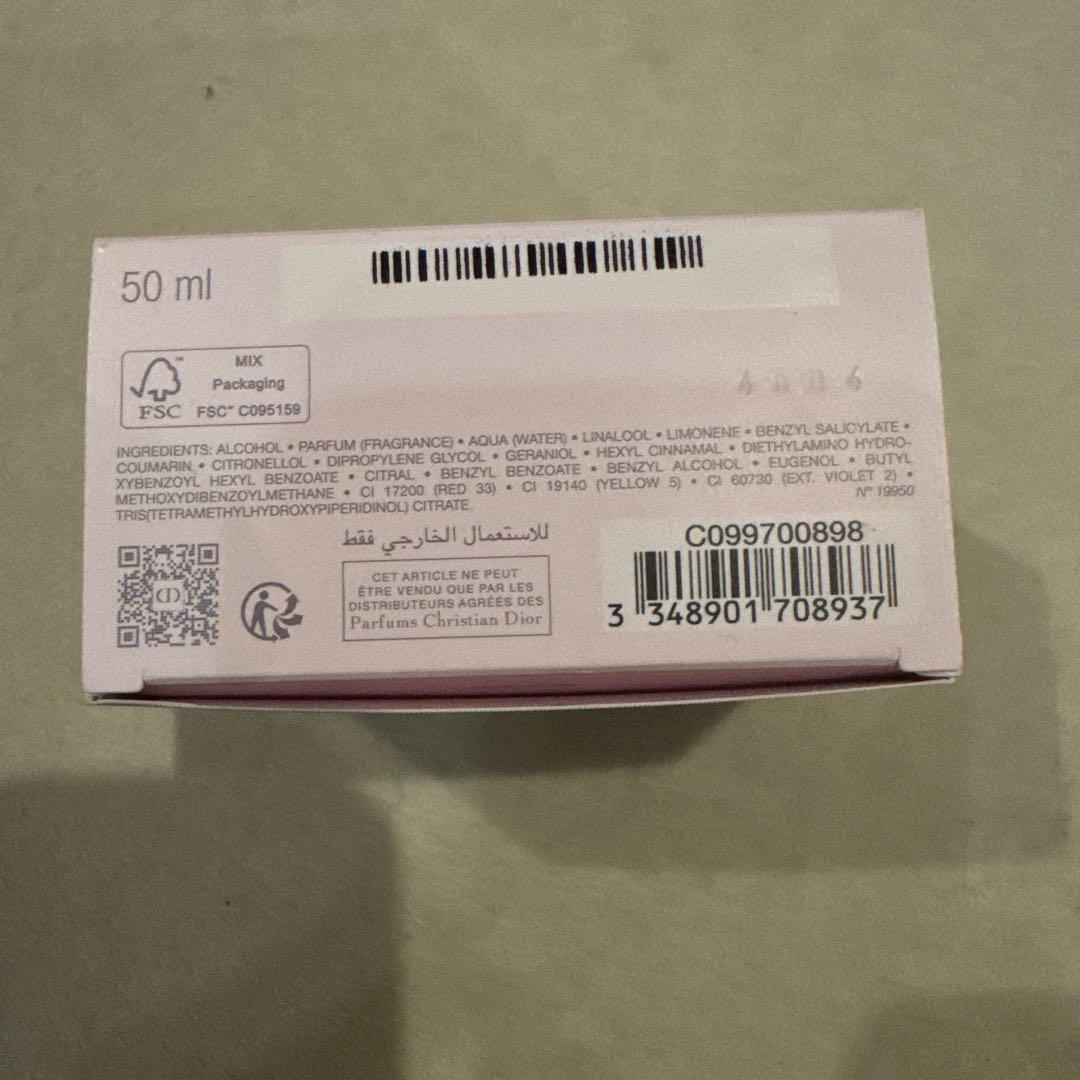 50 ml
MIX
Packaging
FSC
FSC™ C095159
INGREDIENTS: ALCOHOL • PARFUM (FRAGRANCE) • AQUA (WATER) • LINALOOL • LIMONENE • BENZYL SALICYLATE •
COUMARIN • CITRONELLOL • DIPROPYLENE GLYCOL • GERANIOL • HEXYL CINNAMAL • DIETHYLAMINO HYDRO-
XYBENZOYL HEXYL BENZOATE • CITRAL • BENZYL BENZOATE • BENZYL ALCOHOL • EUGENOL • BUTYL
METHOXYDIBENZOYLMETHANE • CI 17200 (RED 33) • CI 19140 (YELLOW 5) • CI 60730 (EXT. VIOLET 2) •
TRIS(TETRAMETHYLHYDROXYPIPERIDINOL) CITRATE.
N° 19950
للاستعمال الخارجي فقط
CET ARTICLE NE PEUT
ÊTRE VENDU QUE PAR LES
DISTRIBUTEURS AGRÉÉS DES
Parfums Christian Dior
CD
C099700898
3 348901 708937